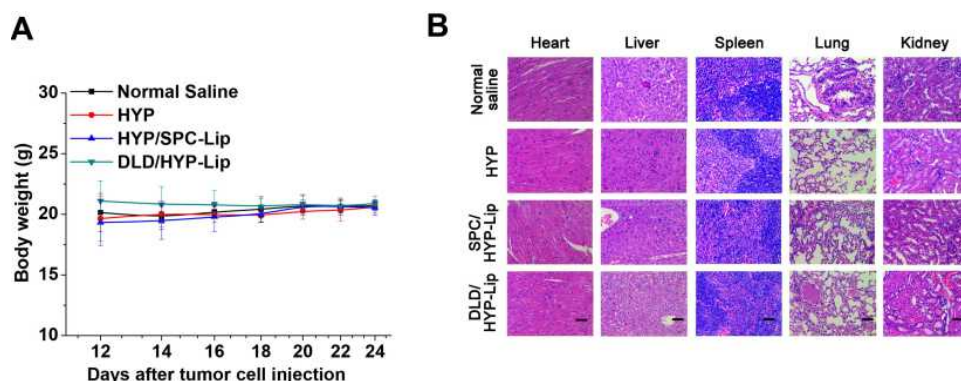 A
30
25
20
15
10
Body weight (g)
Normal Saline
HYP
HYP/SPC-Lip
DLD/HYP-Lip
12 14 16 18 20 22 24
Days after tumor cell injection
B
Heart Liver Spleen Lung Kidney
Normal
saline
HYP
SPC/
HYP-Lip
DLD/
HYP-Lip